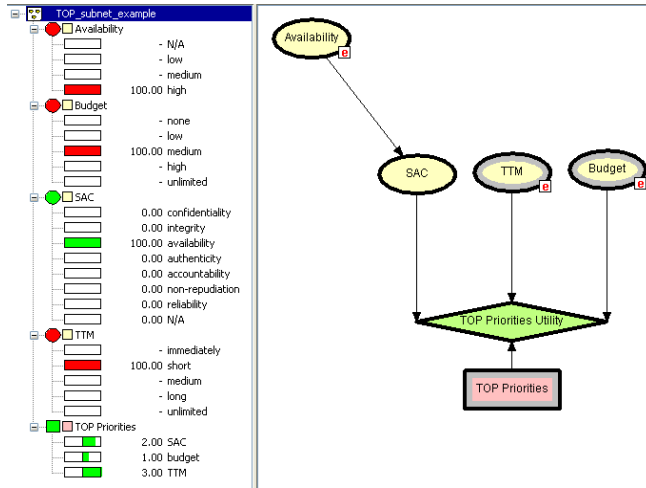 TOP_subnet_example
Availability
- N/A
- low
- medium
100.00 high
Budget
- none
- low
100.00 medium
- high
- unlimited
SAC
0.00 confidentiality
0.00 integrity
100.00 availability
0.00 authenticity
0.00 accountability
0.00 non-repudiation
0.00 reliability
0.00 N/A
TTM
- immediately
100.00 short
- medium
- long
- unlimited
TOP Priorities
2.00 SAC
1.00 budget
3.00 TTM
Availability
e
SAC
TTM
e
Budget
e
TOP Priorities Utility
TOP Priorities